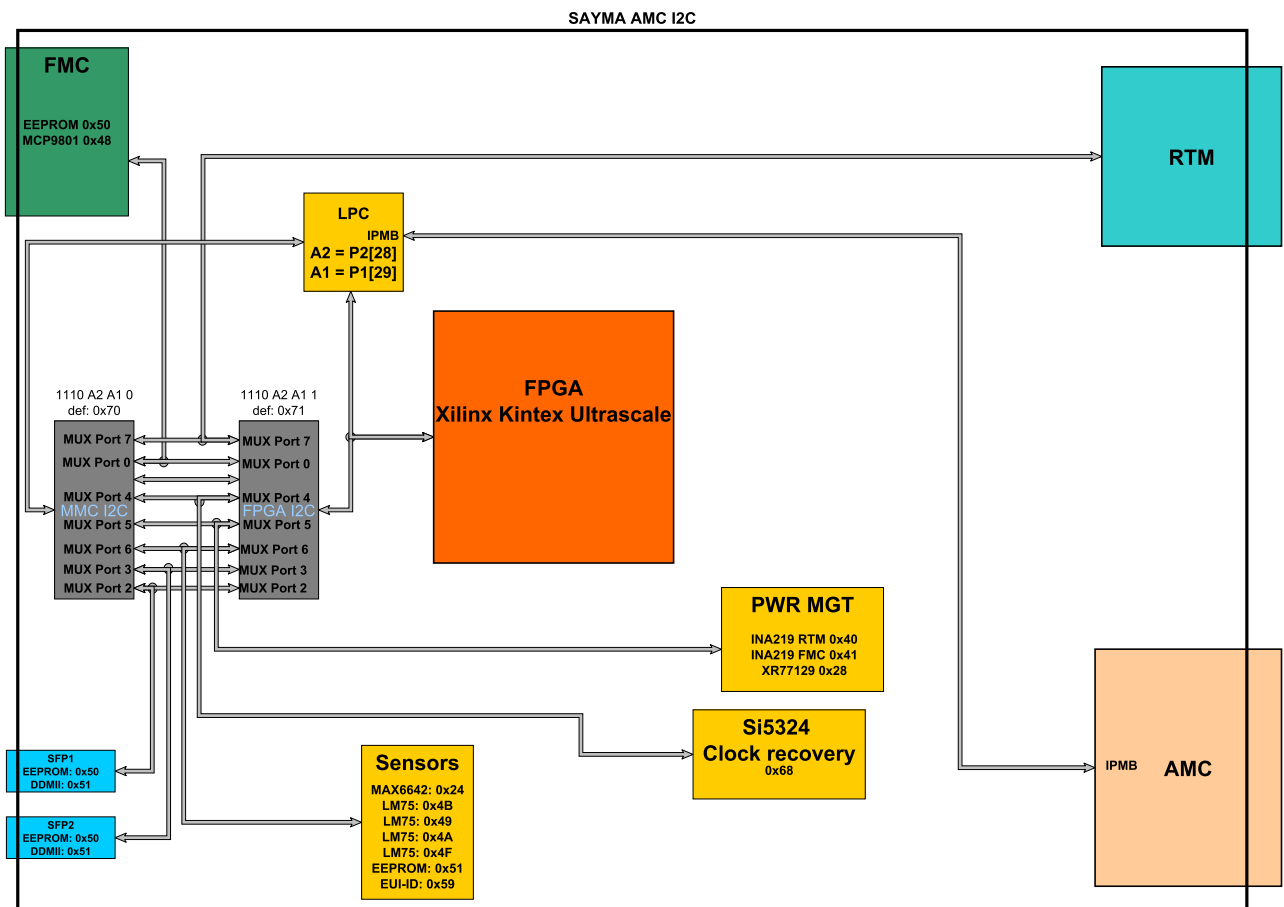 SAYMA AMC I2C
FMC
EEPROM 0x50
MCP9801 0x48
RTM
LPC
IPMB
A2 = P2[28]
A1 = P1[29]
FPGA
Xilinx Kintex Ultrascale
1110 A2 A1 0
def: 0x70
MUX Port 7
MUX Port 0
MUX Port 4
MMC I2C
MUX Port 5
MUX Port 6
MUX Port 3
MUX Port 2
1110 A2 A1 1
def: 0x71
MUX Port 7
MUX Port 0
MUX Port 4
FPGA I2C
MUX Port 5
MUX Port 6
MUX Port 3
MUX Port 2
PWR MGT
INA219 RTM 0x40
INA219 FMC 0x41
XR77129 0x28
Si5324
Clock recovery
0x68
IPMB
AMC
SFP1
EEPROM: 0x50
DDMII: 0x51
SFP2
EEPROM: 0x50
DDMII: 0x51
Sensors
MAX6642: 0x24
LM75: 0x4B
LM75: 0x49
LM75: 0x4A
LM75: 0x4F
EEPROM: 0x51
EUI-ID: 0x59